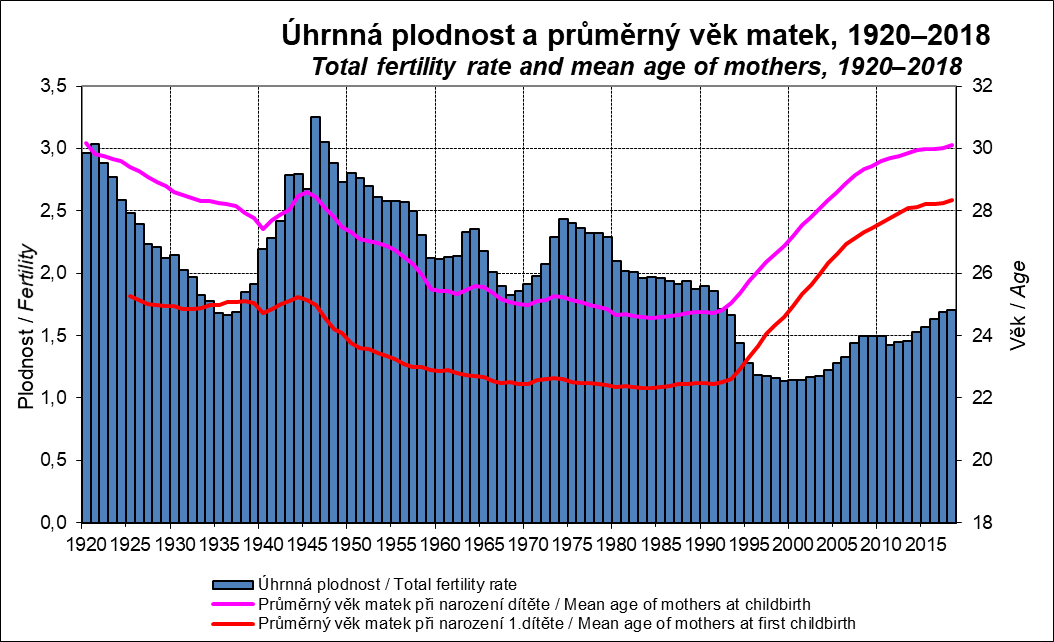 Úhrnná plodnost a průměrný věk matek, 1920–2018
Total fertility rate and mean age of mothers, 1920–2018
Plodnost / Fertility
3,5
3,0
2,5
2,0
1,5
1,0
0,5
0,0
32
30
28
26
24
22
20
18
Věk / Age
1920 1925 1930 1935 1940 1945 1950 1955 1960 1965 1970 1975 1980 1985 1990 1995 2000 2005 2010 2015
Úhrnná plodnost / Total fertility rate
Průměrný věk matek při narození dítěte / Mean age of mothers at childbirth
Průměrný věk matek při narození 1.dítěte / Mean age of mothers at first childbirth